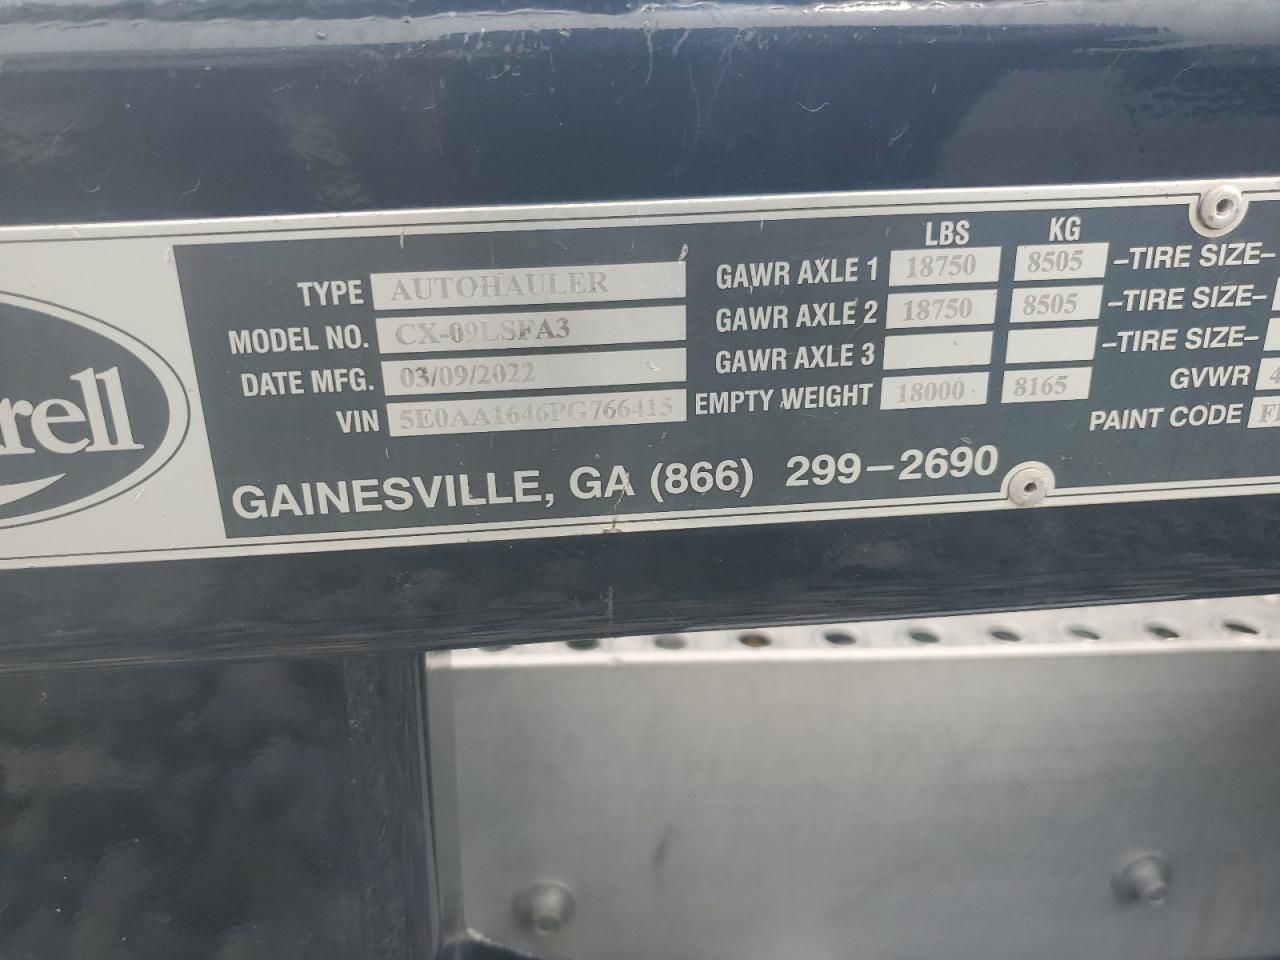 rell
LBS KG
TYPE AUTOHAULER GAWR AXLE 1 18750 8505 –TIRE SIZE–
MODEL NO. CX-09LSFA3 GAWR AXLE 2 18750 8505 –TIRE SIZE–
DATE MFG. 03/09/2022 GAWR AXLE 3 –TIRE SIZE–
VIN 5E0AA1646PG766415 EMPTY WEIGHT 18000 8165 GVWR 4
PAINT CODE
GAINESVILLE, GA (866) 299–2690